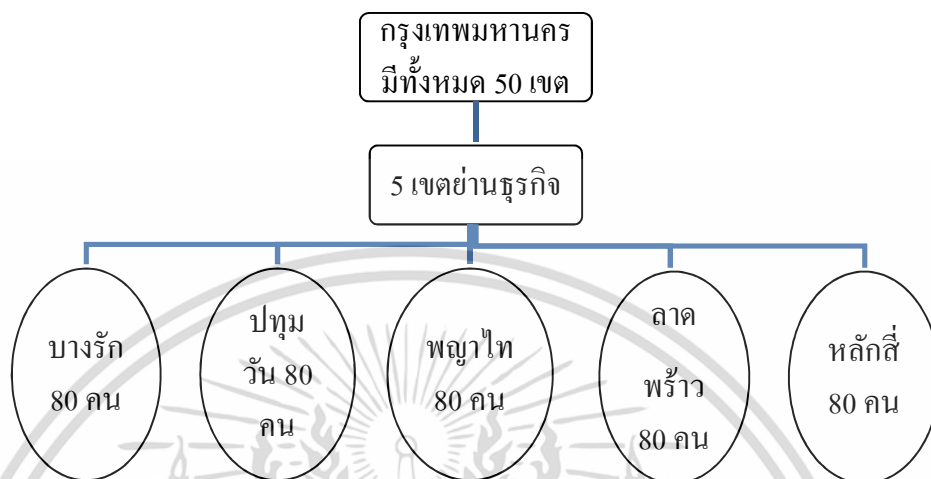 กรุงเทพมหานคร
มีทั้งหมด 50 เขต
5 เขตย่านธุรกิจ
บางรัก
80 คน
ปทุม
วัน 80
คน
พญาไท
80 คน
ลาด
พร้าว
80 คน
หลักสี่
80 คน